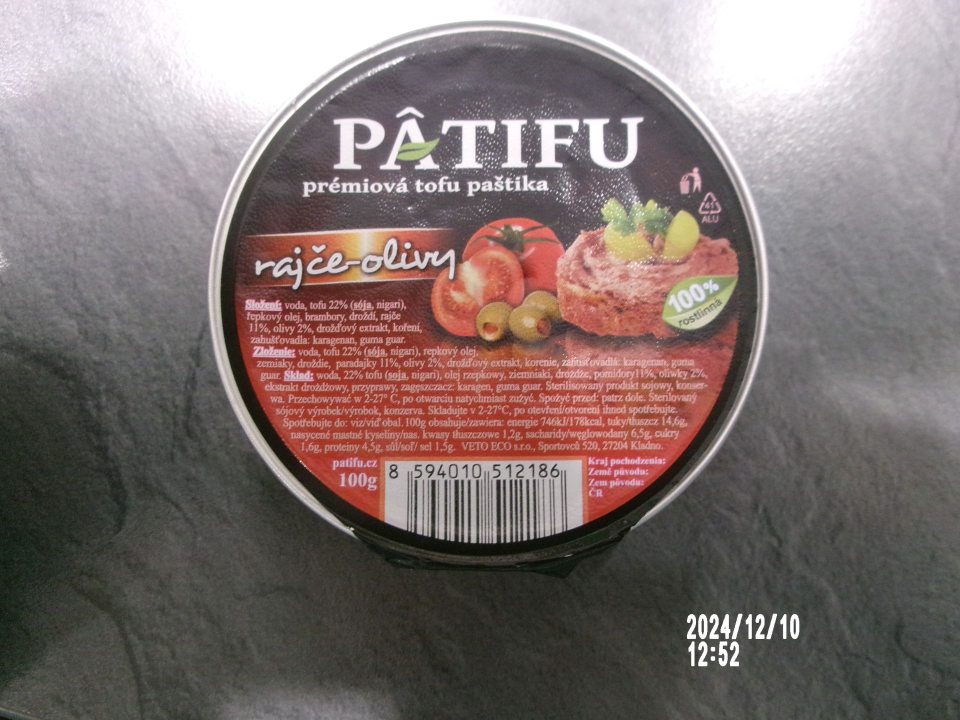 PÂTIFU
prémiová tofu paštika
41
ALU
rajče-olivy
100%
rostlinná
Složení: voda, tofu 22% (sója, nigari),
řepkový olej, brambory, droždí, rajče
11%, olivy 2%, drožďový extrakt, koření,
zahušťovadla: karagenan, guma guar.
Zloženie: voda, tofu 22% (sója, nigari), repkový olej,
zemiaky, droždie, paradajky 11%, olivy 2%, drožďový extrakt, korenie, zahusťovadlá: karagenan, guma
guar. Skład: woda, 22% tofu (soja, nigari), olej rzepkowy, ziemniaki, drożdże, pomidory11%, oliwky 2%,
ekstrakt drożdżowy, przyprawy, zagęszczacz: karagen, guma guar. Sterilisowany produkt sojowy, konser-
wa. Przechowywać w 2-27° C, po otwarciu natychmiast zużyć. Spożyć przed: patrz dole. Sterilovaný
sójový výrobek/výrobok, konzerva. Skladujte v 2-27°C, po otevření/otvorení ihned spotřebujte.
Spotřebujte do: viz/viď obal. 100g obsahuje/zawiera: energie 746kJ/178kcal, tuky/tłuszcz 14,6g,
nasycené mastné kyseliny/nas. kwasy tłuszczowe 1,2g, sacharidy/węglowodany 6,5g, cukry
1,6g, proteiny 4,5g, sůl/soľ/ sel 1,5g. VETO ECO s.r.o., Sportovců 520, 27204 Kladno.
patifu.cz
100g
8 594010 512186
Kraj pochodzenia:
Země původu:
Zem pôvodu:
ČR
2024/12/10
12:52